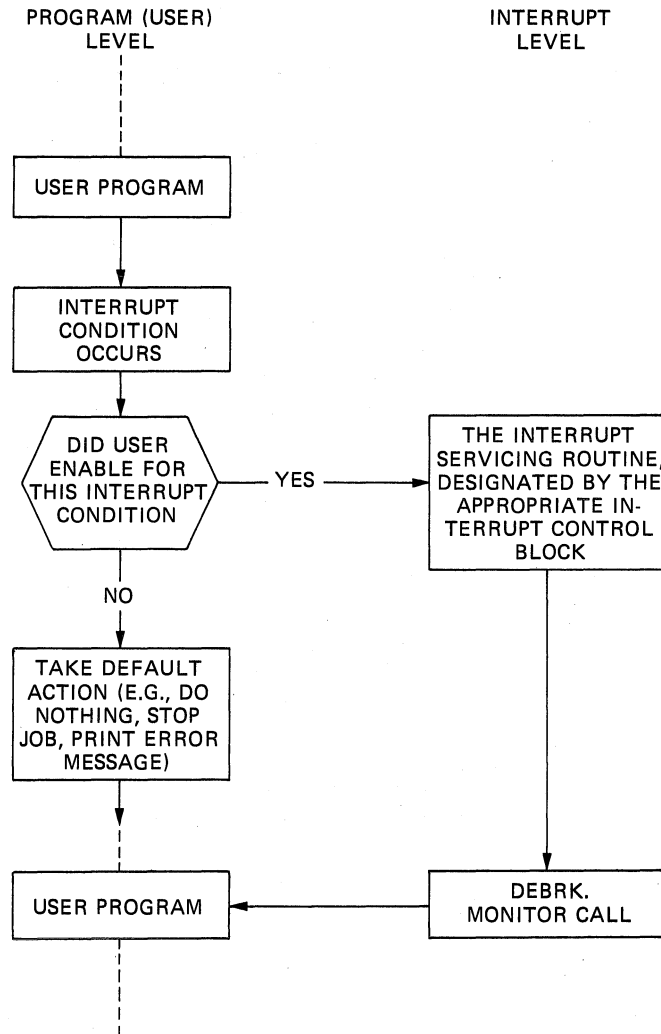 PROGRAM (USER)
LEVEL
INTERRUPT
LEVEL
USER PROGRAM
INTERRUPT
CONDITION
OCCURS
DID USER
ENABLE FOR
THIS INTERRUPT
CONDITION
YES
THE INTERRUPT
SERVICING ROUTINE,
DESIGNATED BY THE
APPROPRIATE IN-
TERRUPT CONTROL
BLOCK
NO
TAKE DEFAULT
ACTION (E.G., DO
NOTHING, STOP
JOB, PRINT ERROR
MESSAGE)
USER PROGRAM
DEBRK.
MONITOR CALL